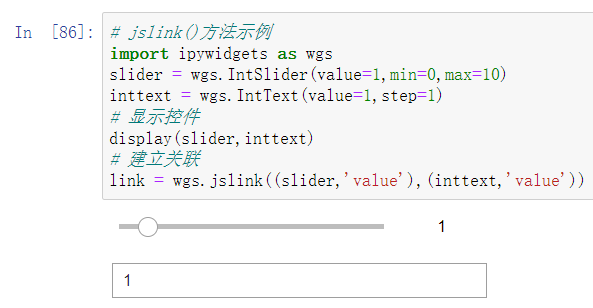 In [86]: # jslink()方法示例
import ipywidgets as wgs
slider = wgs.IntSlider(value=1,min=0,max=10)
inttext = wgs.IntText(value=1,step=1)
# 显示控件
display(slider,inttext)
# 建立关联
link = wgs.jslink((slider,'value'),(inttext,'value'))
1
1